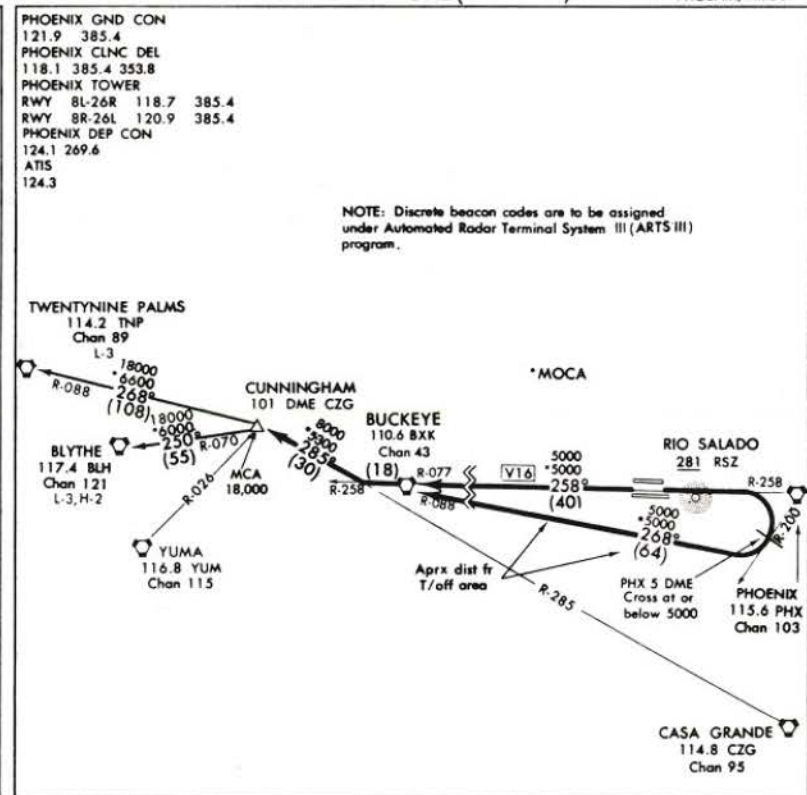 PHOENIX GND CON
121.9 385.4
PHOENIX CLNC DEL
118.1 385.4 353.8
PHOENIX TOWER
RWY 8L-26R 118.7 385.4
RWY 8R-26L 120.9 385.4
PHOENIX DEP CON
124.1 269.6
ATIS
124.3
NOTE: Discrete beacon codes are to be assigned
under Automated Radar Terminal System III (ARTS III)
program.
TWENTYNINE PALMS
114.2 TNP
Chan 89
L-3
R-088
18000
*6600
268°
(108)
18000
*6000
250°
(55)
R-070
BLYTHE
117.4 BLH
Chan 121
L-3, H-2
R-026
MCA
18,000
YUMA
116.8 YUM
Chan 115
CUNNINGHAM
101 DME CZG
8000
*5300
285°
(30)
*MOCA
BUCKEYE
110.6 BXK
Chan 43
(18)
R-258
R-077
R-088
V16
5000
*5000
258°
(40)
RIO SALADO
281 RSZ
R-258
R-200
5000
*5000
268°
(64)
Aprx dist fr
T/off area
PHX 5 DME
Cross at or
below 5000
PHOENIX
115.6 PHX
Chan 103
R-285
CASA GRANDE
114.8 CZG
Chan 95